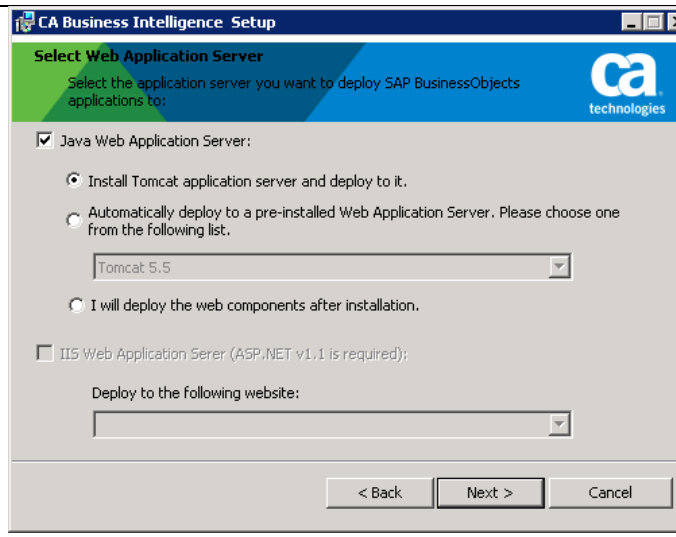 CA Business Intelligence Setup
Select Web Application Server
Select the application server you want to deploy SAP BusinessObjects
applications to:
ca
technologies
Java Web Application Server:
Install Tomcat application server and deploy to it.
Automatically deploy to a pre-installed Web Application Server. Please choose one
from the following list.
Tomcat 5.5
I will deploy the web components after installation.
IIS Web Application Serer (ASP.NET v1.1 is required):
Deploy to the following website:
< Back Next > Cancel